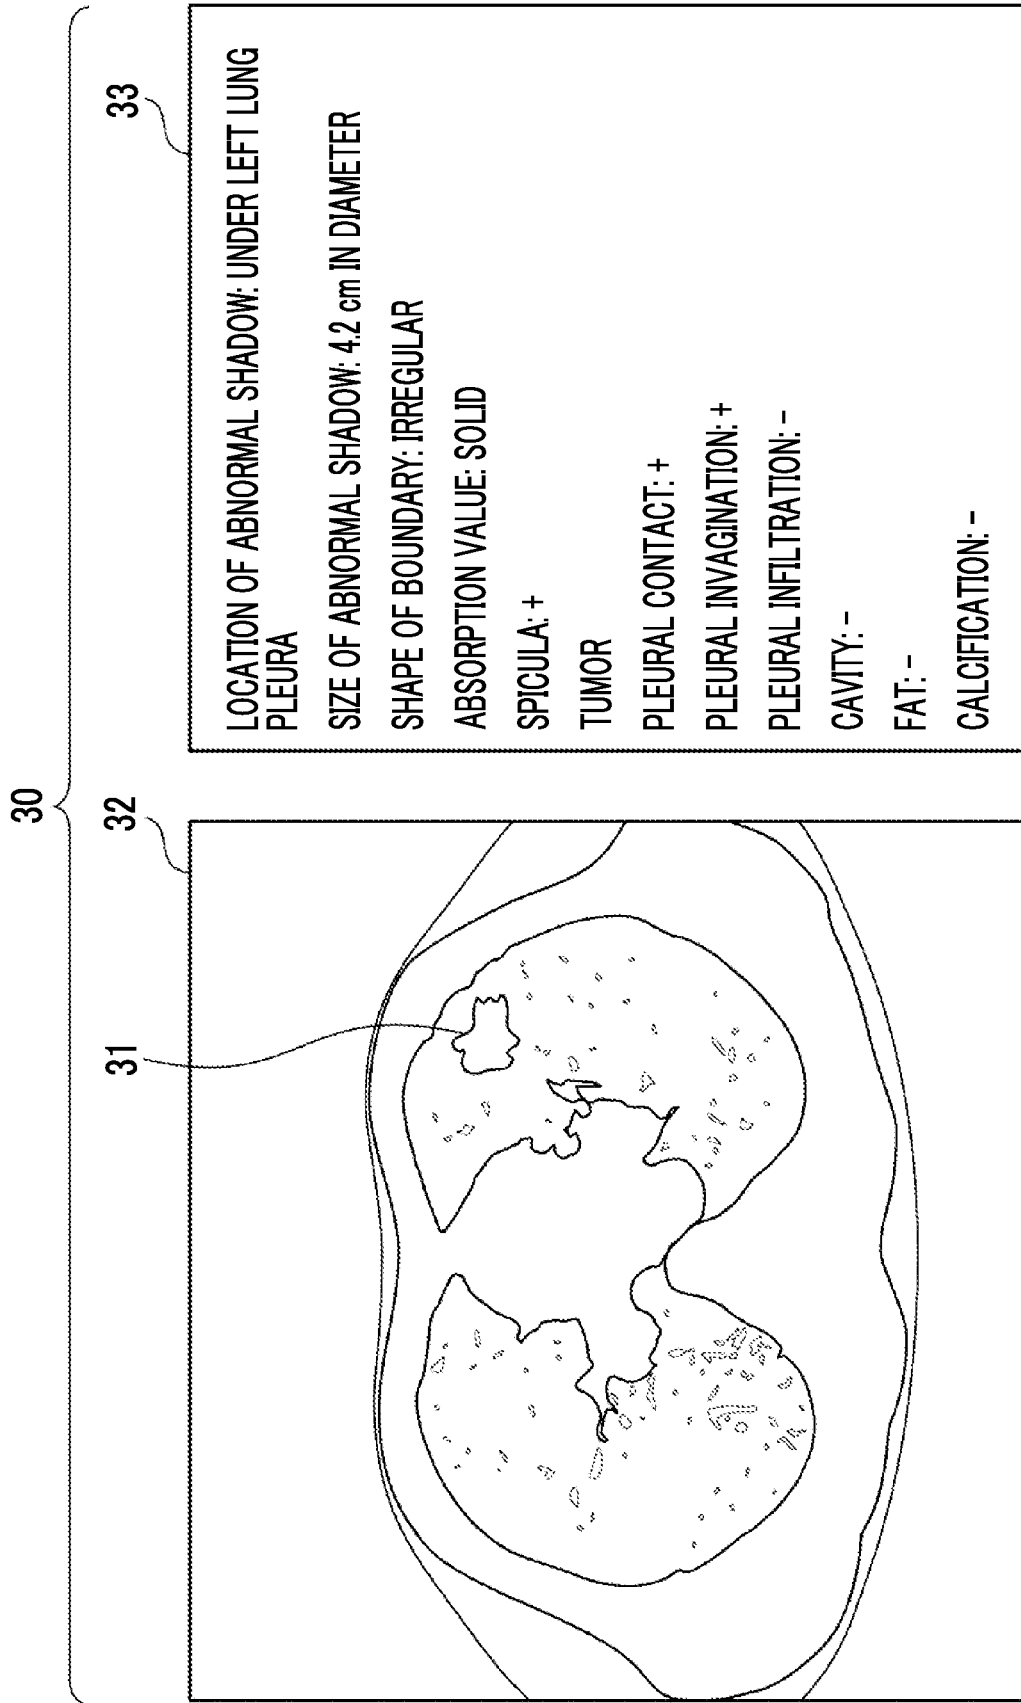 30
32
33
31
LOCATION OF ABNORMAL SHADOW: UNDER LEFT LUNG
PLEURA
SIZE OF ABNORMAL SHADOW: 4.2 cm IN DIAMETER
SHAPE OF BOUNDARY: IRREGULAR
ABSORPTION VALUE: SOLID
SPICULA: +
TUMOR
PLEURAL CONTACT: +
PLEURAL INVAGINATION: +
PLEURAL INFILTRATION: -
CAVITY: -
FAT: -
CALCIFICATION: -